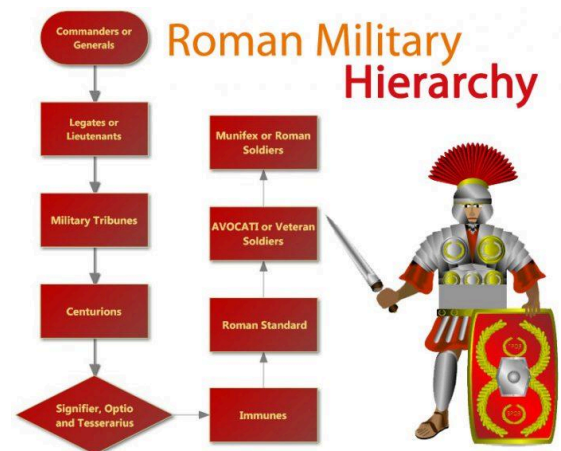 Roman Military
Hierarchy
Commanders or
Generals
Legates or
Lieutenants
Military Tribunes
Centurions
Signifier, Optio
and Tesserarius
Immunes
Roman Standard
AVOCATI or Veteran
Soldiers
Munifex or Roman
Soldiers